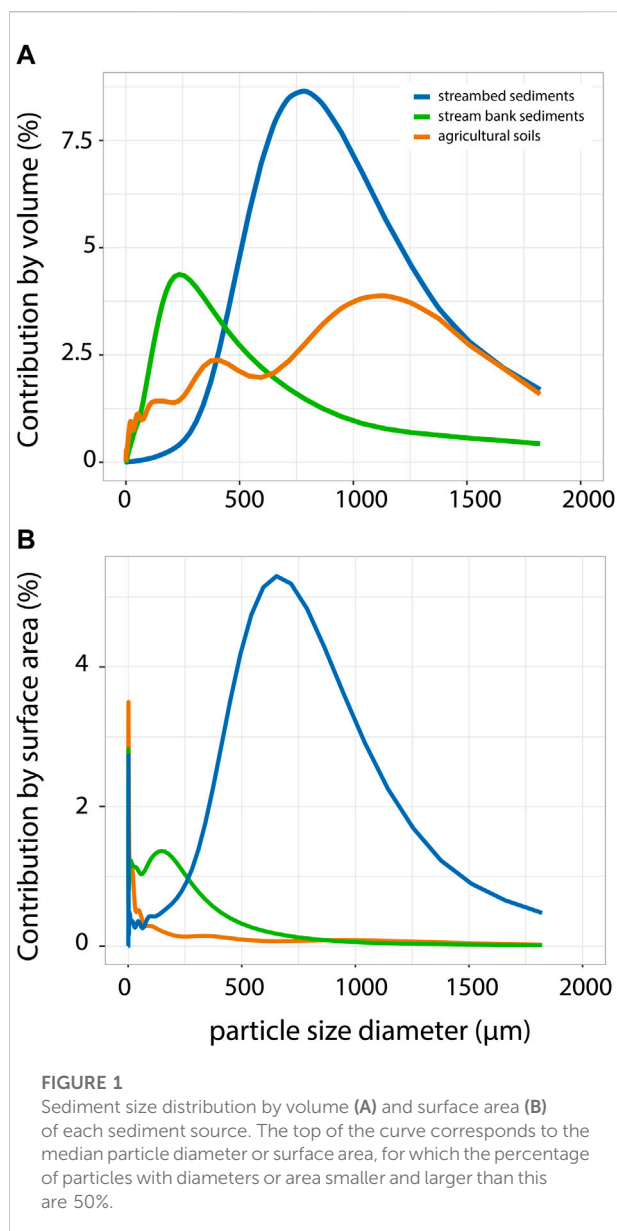 A
Contribution by volume (%)
7.5
5
2.5
0
streambed sediments
stream bank sediments
agricultural soils
0 500 1000 1500 2000
B
Contribution by surface area (%)
4
2
0
0 500 1000 1500 2000
particle size diameter (µm)
FIGURE 1
Sediment size distribution by volume (A) and surface area (B)
of each sediment source. The top of the curve corresponds to the
median particle diameter or surface area, for which the percentage
of particles with diameters or area smaller and larger than this
are 50%.